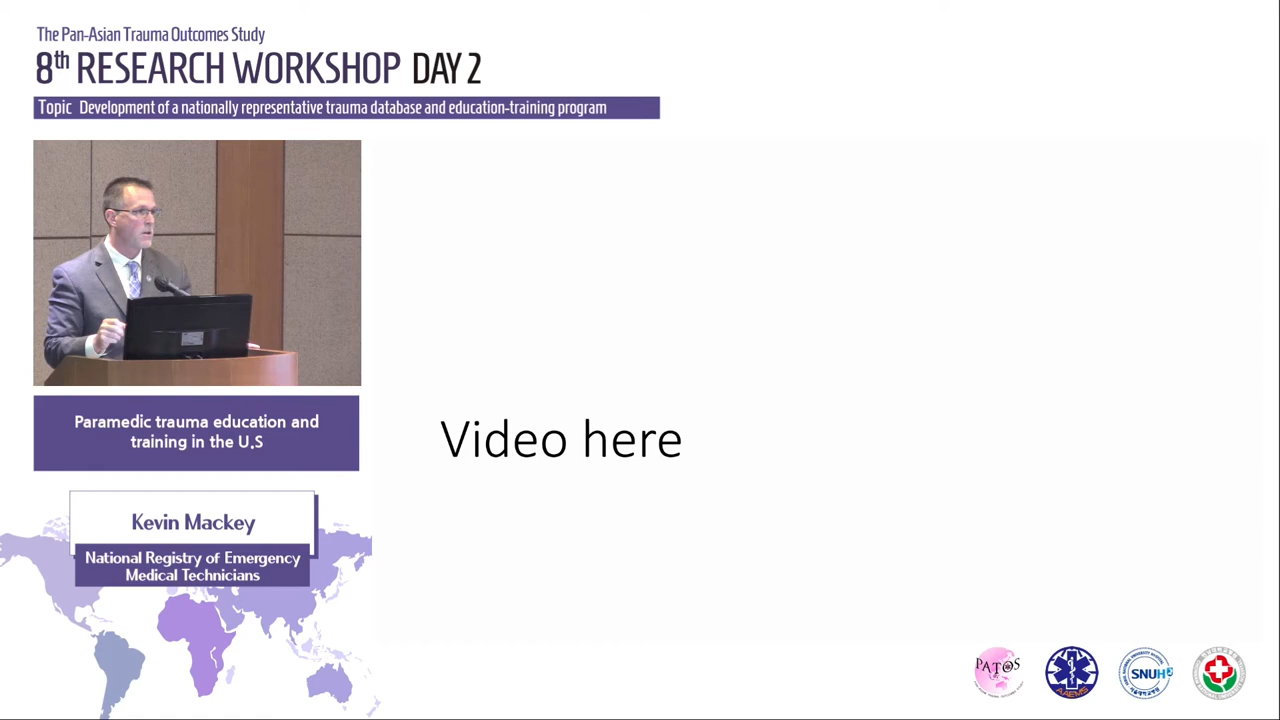 The Pan-Asian Trauma Outcomes Study
8th RESEARCH WORKSHOP DAY 2
Topic Development of a nationally representative trauma database and education-training program
Paramedic trauma education and
training in the U.S
Video here
Kevin Mackey
National Registry of Emergency
Medical Technicians
PATOS
AAEMS
SNUH